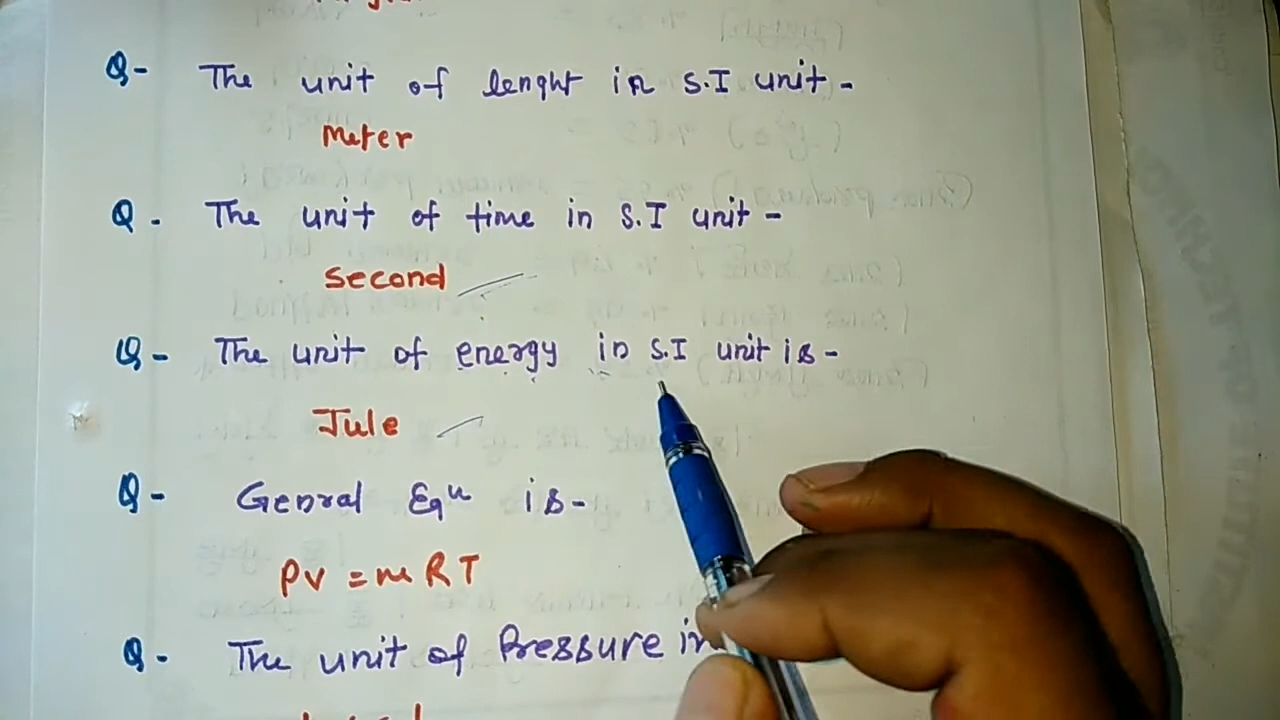 Q- The unit of lenght in S.I unit-
Meter
Q- The unit of time in S.I unit-
Second
Q- The unit of energy in S.I unit is-
Jule
Q- Genral Eqn is-
PV = mRT
Q- The unit of Pressure in